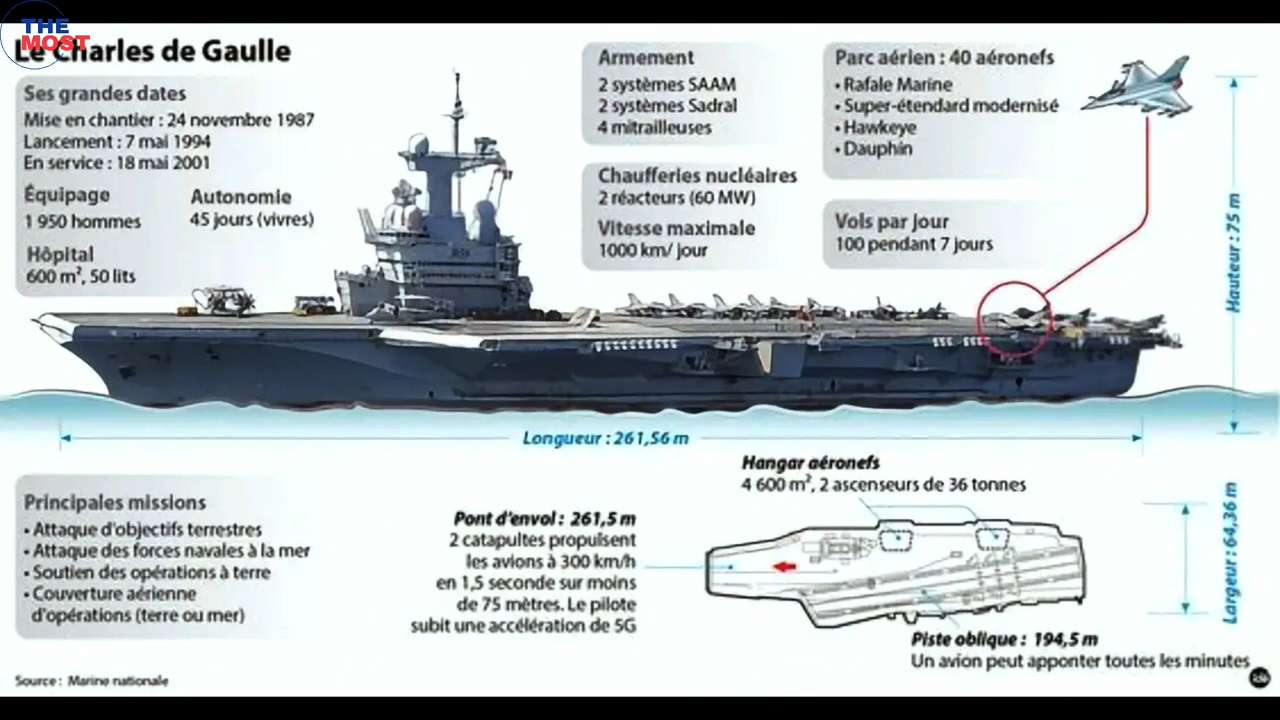 THE
MOST
Le Charles de Gaulle
Ses grandes dates
Mise en chantier : 24 novembre 1987
Lancement : 7 mai 1994
En service : 18 mai 2001
Équipage
1 950 hommes
Autonomie
45 jours (vivres)
Hôpital
600 m², 50 lits
Armement
2 systèmes SAAM
2 systèmes Sadral
4 mitrailleuses
Chaufferies nucléaires
2 réacteurs (60 MW)
Vitesse maximale
1000 km/ jour
Parc aérien : 40 aéronefs
• Rafale Marine
• Super-étendard modernisé
• Hawkeye
• Dauphin
Vols par jour
100 pendant 7 jours
Hauteur : 75 m
Longueur : 261,56 m
Principales missions
• Attaque d'objectifs terrestres
• Attaque des forces navales à la mer
• Soutien des opérations à terre
• Couverture aérienne
d'opérations (terre ou mer)
Pont d'envol : 261,5 m
2 catapultes propulsent
les avions à 300 km/h
en 1,5 seconde sur moins
de 75 mètres. Le pilote
subit une accélération de 5G
Hangar aéronefs
4 600 m², 2 ascenseurs de 36 tonnes
Largeur : 64,36 m
Piste oblique : 194,5 m
Un avion peut apponter toutes les minutes
Source : Marine nationale